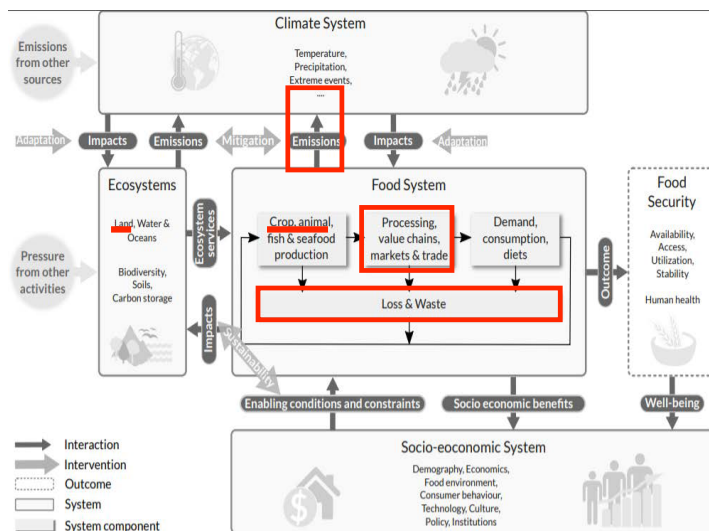 Climate System
Emissions
from other
sources
Temperature,
Precipitation,
Extreme events,
....
Adaptation
Impacts
Emissions
Mitigation
Emissions
Impacts
Adaptation
Ecosystems
Land, Water &
Oceans
Biodiversity,
Soils,
Carbon storage
Pressure
from other
activities
Ecosystem
services
Impacts
Sustainability
Food System
Crop, animal,
fish & seafood
production
Processing,
value chains,
markets & trade
Demand,
consumption,
diets
Loss & Waste
Outcome
Food
Security
Availability,
Access,
Utilization,
Stability
Human health
Enabling conditions and constraints
Socio economic benefits
Well-being
Socio-eoconomic System
Demography, Economics,
Food environment,
Consumer behaviour,
Technology, Culture,
Policy, Institutions
Interaction
Intervention
Outcome
System
System component